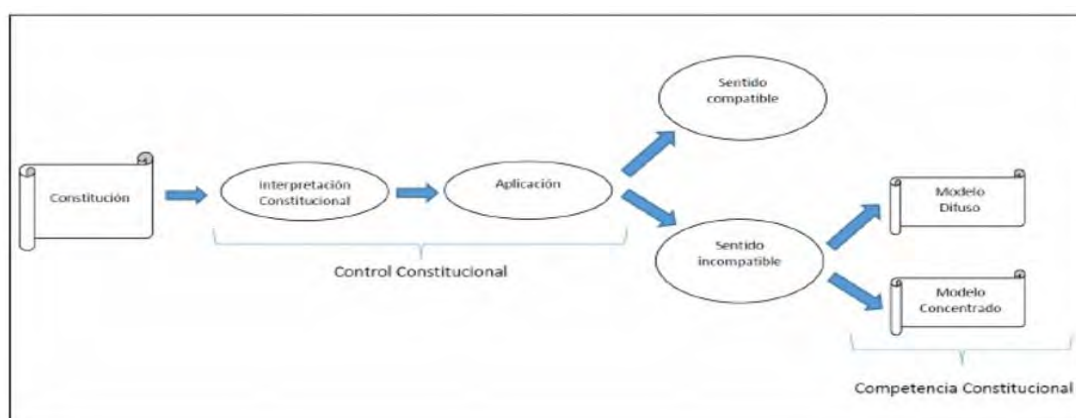 Constitución
Interpretación
Constitucional
Aplicación
Control Constitucional
Sentido
compatible
Sentido
incompatible
Modelo
Difuso
Modelo
Concentrado
Competencia Constitucional